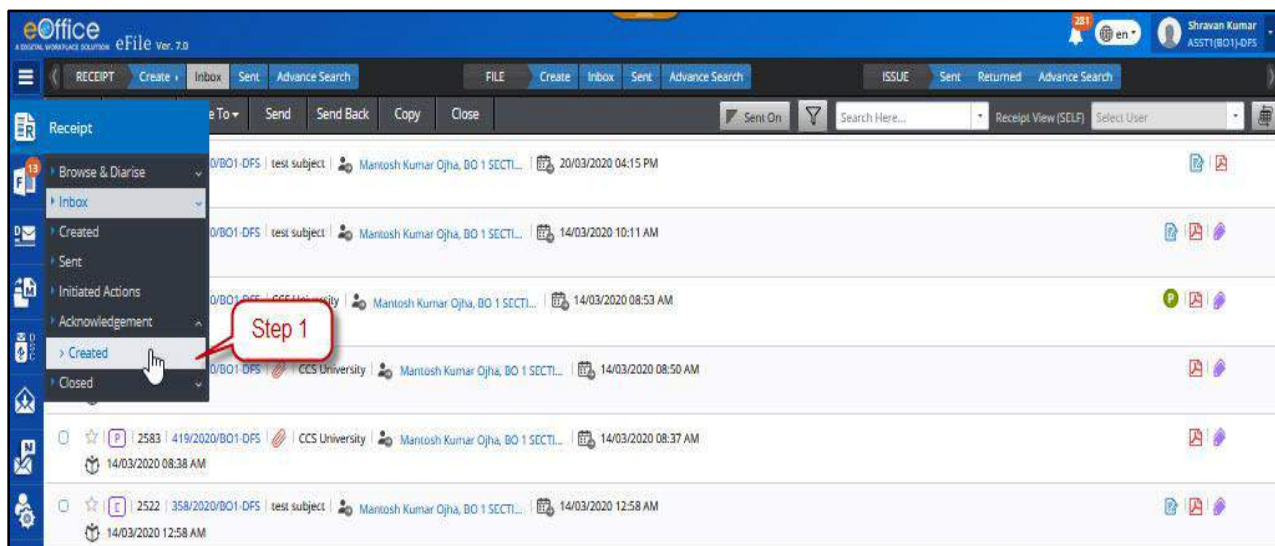 eOffice
A DIGITAL WORKPLACE SOLUTION eFile Ver. 7.0
281
en
Shravan Kumar
ASST1(BO1)-DFS
RECEIPT Create Inbox Sent Advance Search FILE Create Inbox Sent Advance Search ISSUE Sent Returned Advance Search
Receipt
e To Send Send Back Copy Close Sent On Search Here... Receipt View (SELF) Select User
13
Browse & Diarise
0/BO1-DFS test subject Mantosh Kumar Ojha, BO 1 SECTI... 20/03/2020 04:15 PM
Inbox
Created
0/BO1-DFS test subject Mantosh Kumar Ojha, BO 1 SECTI... 14/03/2020 10:11 AM
Sent
Initiated Actions
0/BO1-DFS CCS University Mantosh Kumar Ojha, BO 1 SECTI... 14/03/2020 08:53 AM
P
Acknowledgement
Step 1
> Created
0/BO1-DFS CCS University Mantosh Kumar Ojha, BO 1 SECTI... 14/03/2020 08:50 AM
Closed
P 2583 419/2020/BO1-DFS CCS University Mantosh Kumar Ojha, BO 1 SECTI... 14/03/2020 08:37 AM
14/03/2020 08:38 AM
E 2522 358/2020/BO1-DFS test subject Mantosh Kumar Ojha, BO 1 SECTI... 14/03/2020 12:58 AM
14/03/2020 12:58 AM